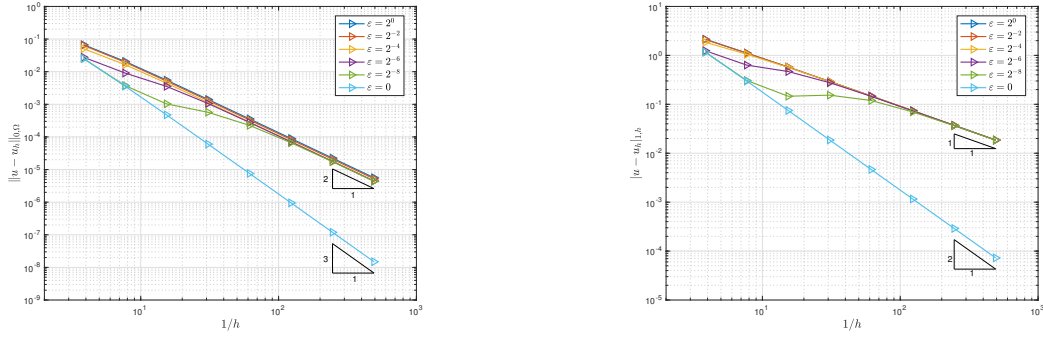 10^0
10^-1
10^-2
10^-3
10^-4
10^-5
10^-6
10^-7
10^-8
10^-9
‖u − u_h‖_{0,Ω}
ε = 2^0
ε = 2^-2
ε = 2^-4
ε = 2^-6
ε = 2^-8
ε = 0
2
1
3
1
10^1
10^2
10^3
1/h
10^1
10^0
10^-1
10^-2
10^-3
10^-4
10^-5
|u − u_h|_{1,h}
ε = 2^0
ε = 2^-2
ε = 2^-4
ε = 2^-6
ε = 2^-8
ε = 0
1
1
2
1
10^1
10^2
10^3
1/h